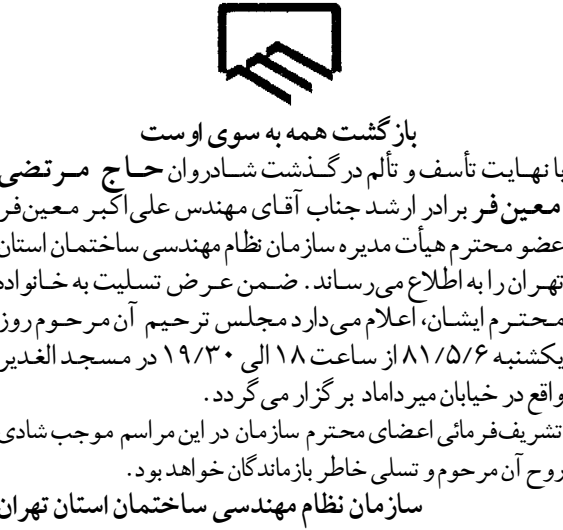 بازگشت همه به سوی اوست
با نهایت تأسف و تألم درگذشت شادروان حاج مرتضی
معین‌فر برادر ارشد جناب آقای مهندس علی‌اکبر معین‌فر
عضو محترم هیأت مدیره سازمان نظام مهندسی ساختمان استان
تهران را به اطلاع می‌رساند. ضمن عرض تسلیت به خانواده
محترم ایشان، اعلام می‌دارد مجلس ترحیم آن مرحوم روز
یکشنبه ۸۱/۵/۶ از ساعت ۱۸ الی ۱۹/۳۰ در مسجد الغدیر
واقع در خیابان میرداماد برگزار می‌گردد.
تشریف‌فرمائی اعضای محترم سازمان در این مراسم موجب شادی
روح آن مرحوم و تسلی خاطر بازماندگان خواهد بود.
سازمان نظام مهندسی ساختمان استان تهران